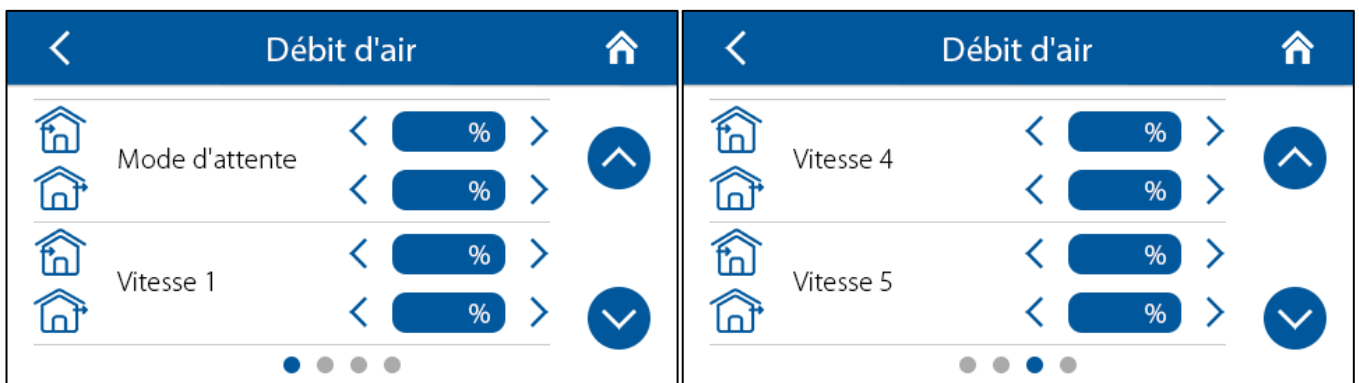 Débit d'air
Mode d'attente
%
%
Vitesse 1
%
%
Débit d'air
Vitesse 4
%
%
Vitesse 5
%
%